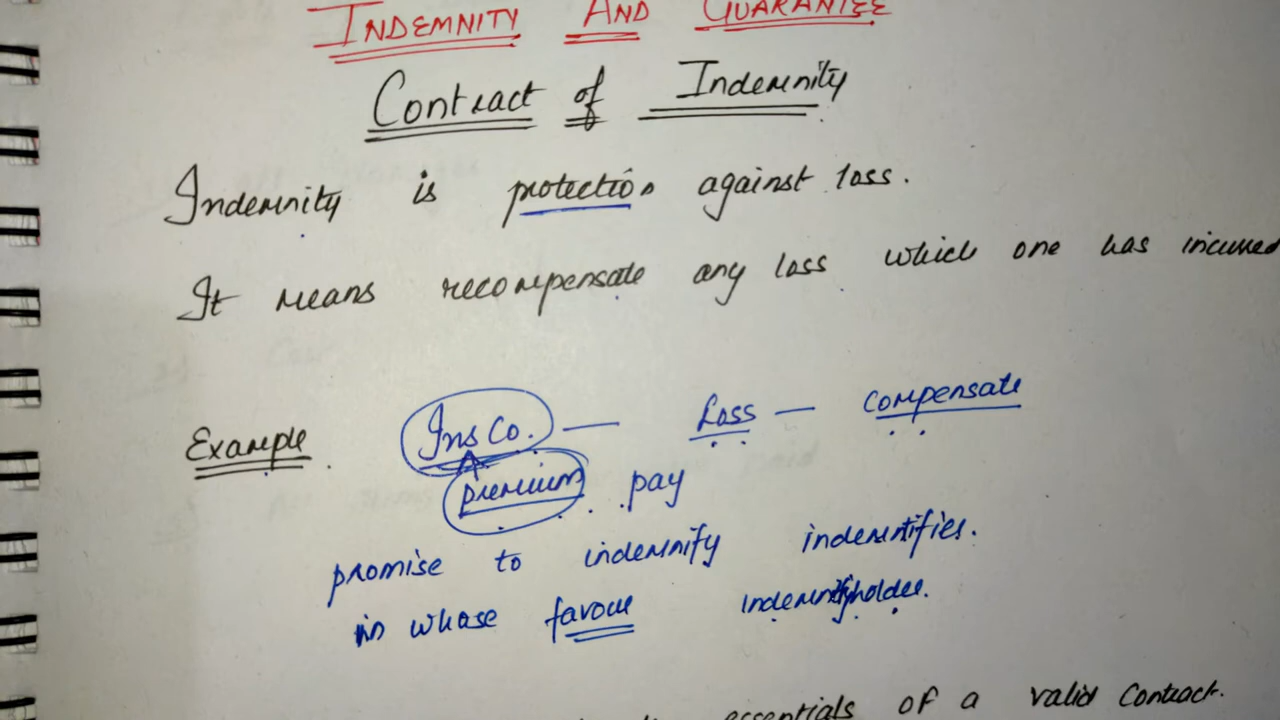 INDEMNITY AND GUARANTEE
Contract of Indemnity
Indemnity is protection against loss.
It means recompensate any loss which one has incurred
Example Ins Co. — Loss — compensate
premium pay
promise to indemnify indemntifies.
in whose favour Indemnityholder.
essentials of a valid contract.